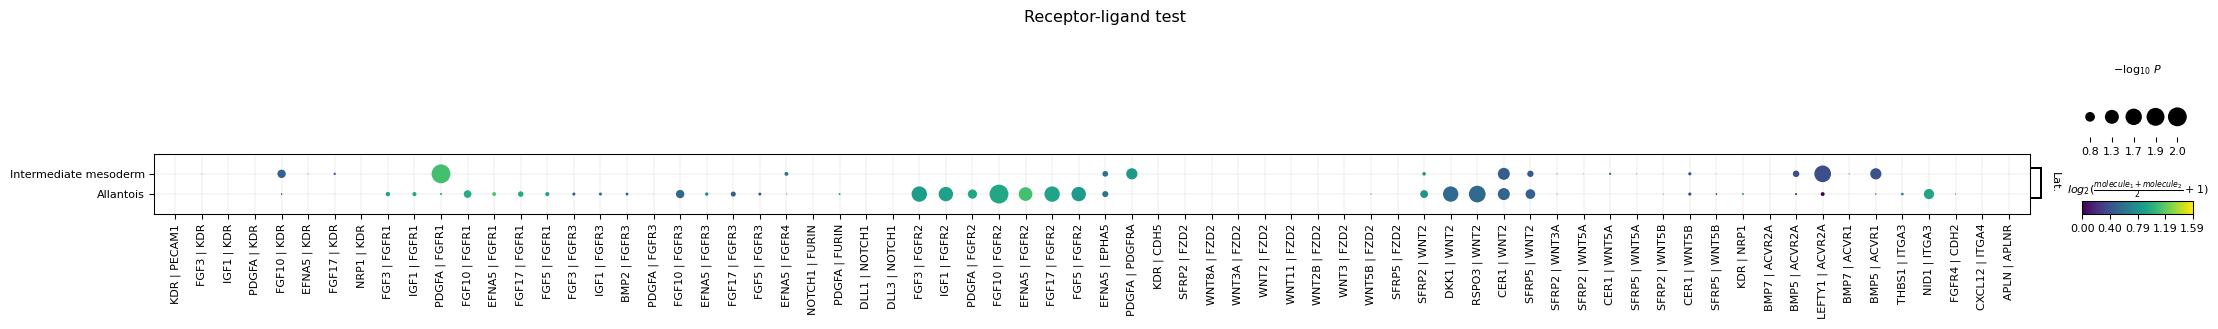 Receptor-ligand test
−log₁₀ P
0.8 1.3 1.7 1.9 2.0
Intermediate mesoderm
Allantois
Lat.
log₂(molecule₁+molecule₂/2 + 1)
0.00 0.40 0.79 1.19 1.59
KDR | PECAM1
FGF3 | KDR
IGF1 | KDR
PDGFA | KDR
FGF10 | KDR
EFNA5 | KDR
FGF17 | KDR
NRP1 | KDR
FGF3 | FGFR1
IGF1 | FGFR1
PDGFA | FGFR1
FGF10 | FGFR1
EFNA5 | FGFR1
FGF17 | FGFR1
FGF5 | FGFR1
FGF3 | FGFR3
IGF1 | FGFR3
BMP2 | FGFR3
PDGFA | FGFR3
FGF10 | FGFR3
EFNA5 | FGFR3
FGF17 | FGFR3
FGF5 | FGFR3
EFNA5 | FGFR4
NOTCH1 | FURIN
PDGFA | FURIN
DLL1 | NOTCH1
DLL3 | NOTCH1
FGF3 | FGFR2
IGF1 | FGFR2
PDGFA | FGFR2
FGF10 | FGFR2
EFNA5 | FGFR2
FGF17 | FGFR2
FGF5 | FGFR2
EFNA5 | EPHA5
PDGFA | PDGFRA
KDR | CDH5
SFRP2 | FZD2
WNT8A | FZD2
WNT3A | FZD2
WNT2 | FZD2
WNT11 | FZD2
WNT2B | FZD2
WNT3 | FZD2
WNT5B | FZD2
SFRP5 | FZD2
SFRP2 | WNT2
DKK1 | WNT2
RSPO3 | WNT2
CER1 | WNT2
SFRP5 | WNT2
SFRP2 | WNT3A
SFRP2 | WNT5A
CER1 | WNT5A
SFRP5 | WNT5A
SFRP2 | WNT5B
CER1 | WNT5B
SFRP5 | WNT5B
KDR | NRP1
BMP7 | ACVR2A
BMP5 | ACVR2A
LEFTY1 | ACVR2A
BMP7 | ACVR1
BMP5 | ACVR1
THBS1 | ITGA3
NID1 | ITGA3
FGFR4 | CDH2
CXCL12 | ITGA4
APLN | APLNR